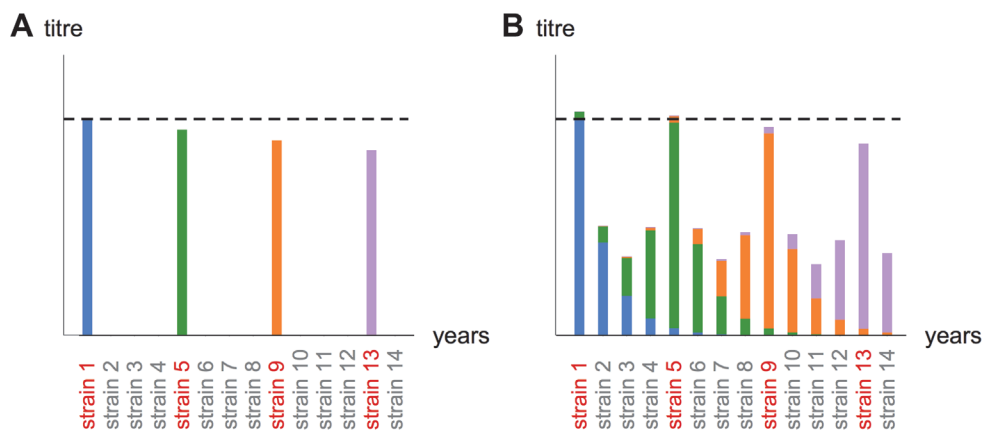 A titre
years
strain 1
strain 2
strain 3
strain 4
strain 5
strain 6
strain 7
strain 8
strain 9
strain 10
strain 11
strain 12
strain 13
strain 14
B titre
years
strain 1
strain 2
strain 3
strain 4
strain 5
strain 6
strain 7
strain 8
strain 9
strain 10
strain 11
strain 12
strain 13
strain 14